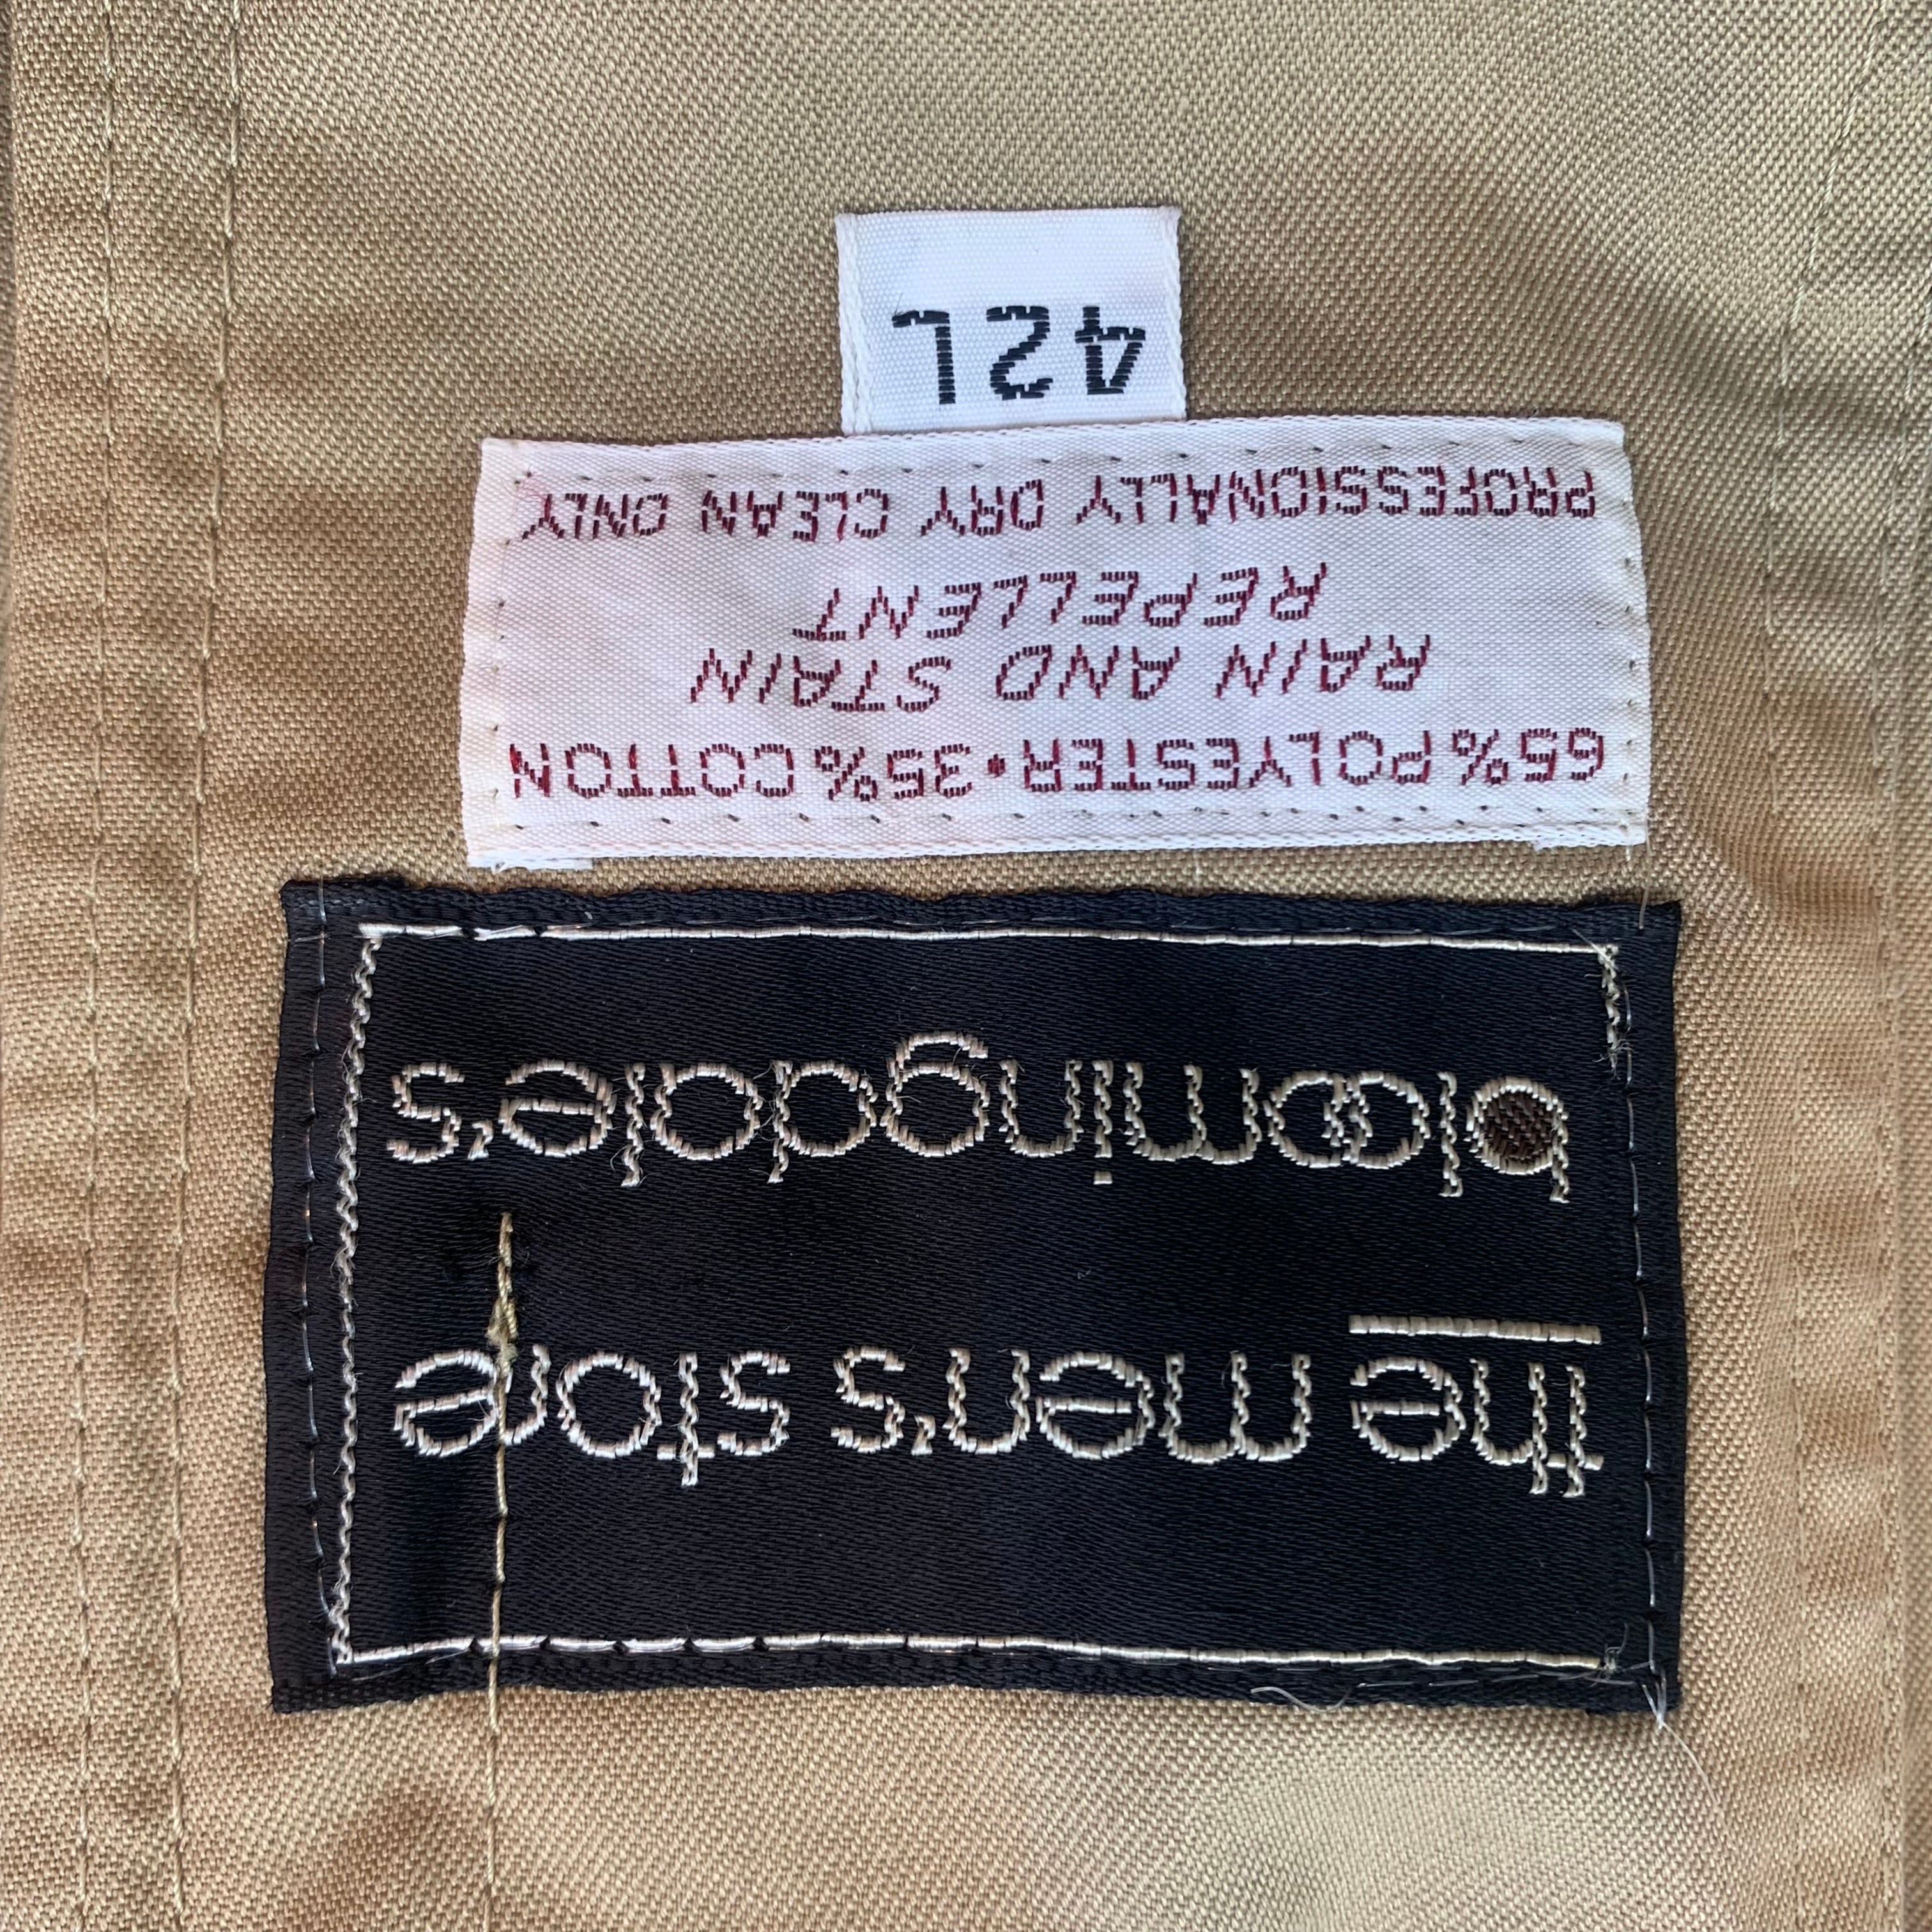 the men's store
bloomingdale's
65% POLYESTER • 35% COTTON
RAIN AND STAIN
REPELLENT
PROFESSIONALLY DRY CLEAN ONLY
42L